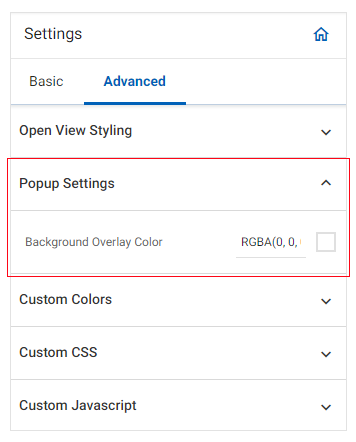 Settings
Basic Advanced
Open View Styling
Popup Settings
Background Overlay Color RGBA(0, 0,
Custom Colors
Custom CSS
Custom Javascript